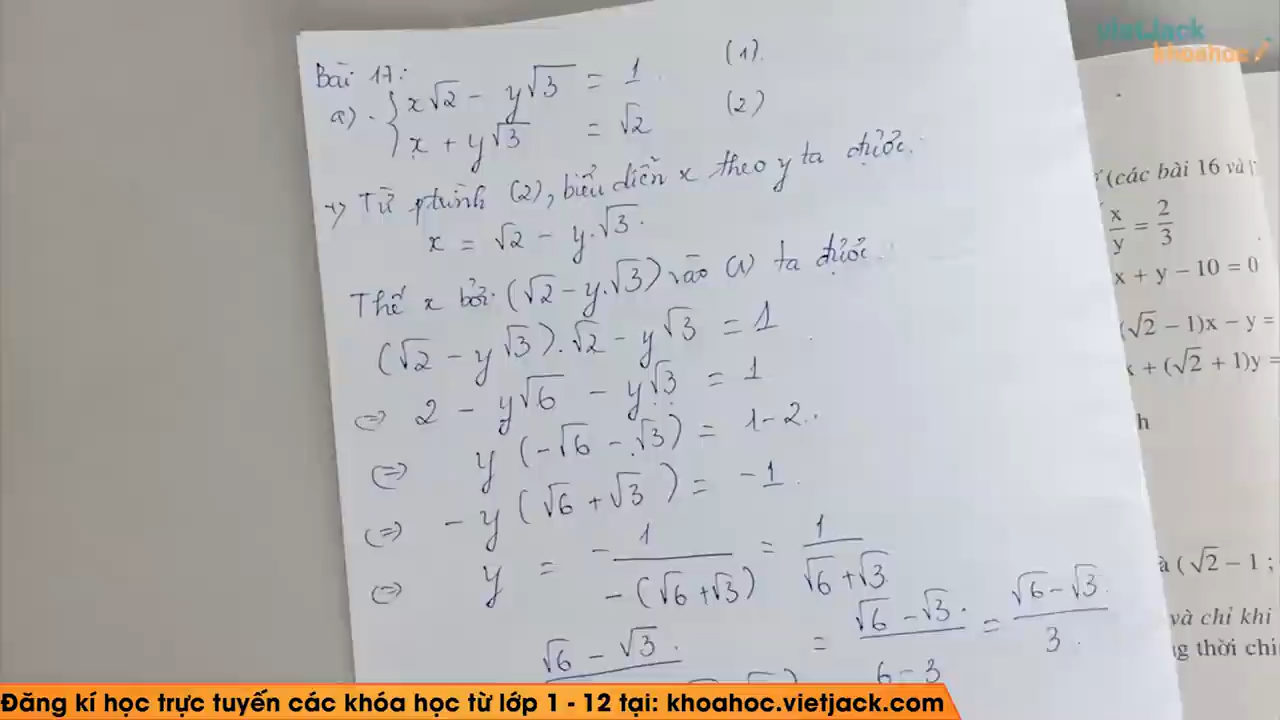 vietJack
khoahoc
Bài 17:
a). { x√2 - y√3 = 1 (1).
x + y√3 = √2 (2)
+) Từ ptrình (2), biểu diễn x theo y ta được.
x = √2 - y.√3.
Thế x bởi (√2 - y.√3) vào (1) ta được.
(√2 - y√3).√2 - y√3 = 1
(=) 2 - y√6 - y√3 = 1
(=) y (-√6 - √3) = 1-2.
(=) - y (√6 + √3) = -1.
(=) y = - 1 / -(√6 + √3) = 1 / √6 + √3
√6 - √3. = √6 - √3. / 6 - 3 = √6 - √3. / 3.
(các bài 16 và 1
x/y = 2/3
x + y − 10 = 0
(√2 − 1)x − y =
x + (√2 + 1)y =
h
à (√2 − 1 ;
và chỉ khi
g thời chỉ
Đăng kí học trực tuyến các khóa học từ lớp 1 - 12 tại: khoahoc.vietjack.com